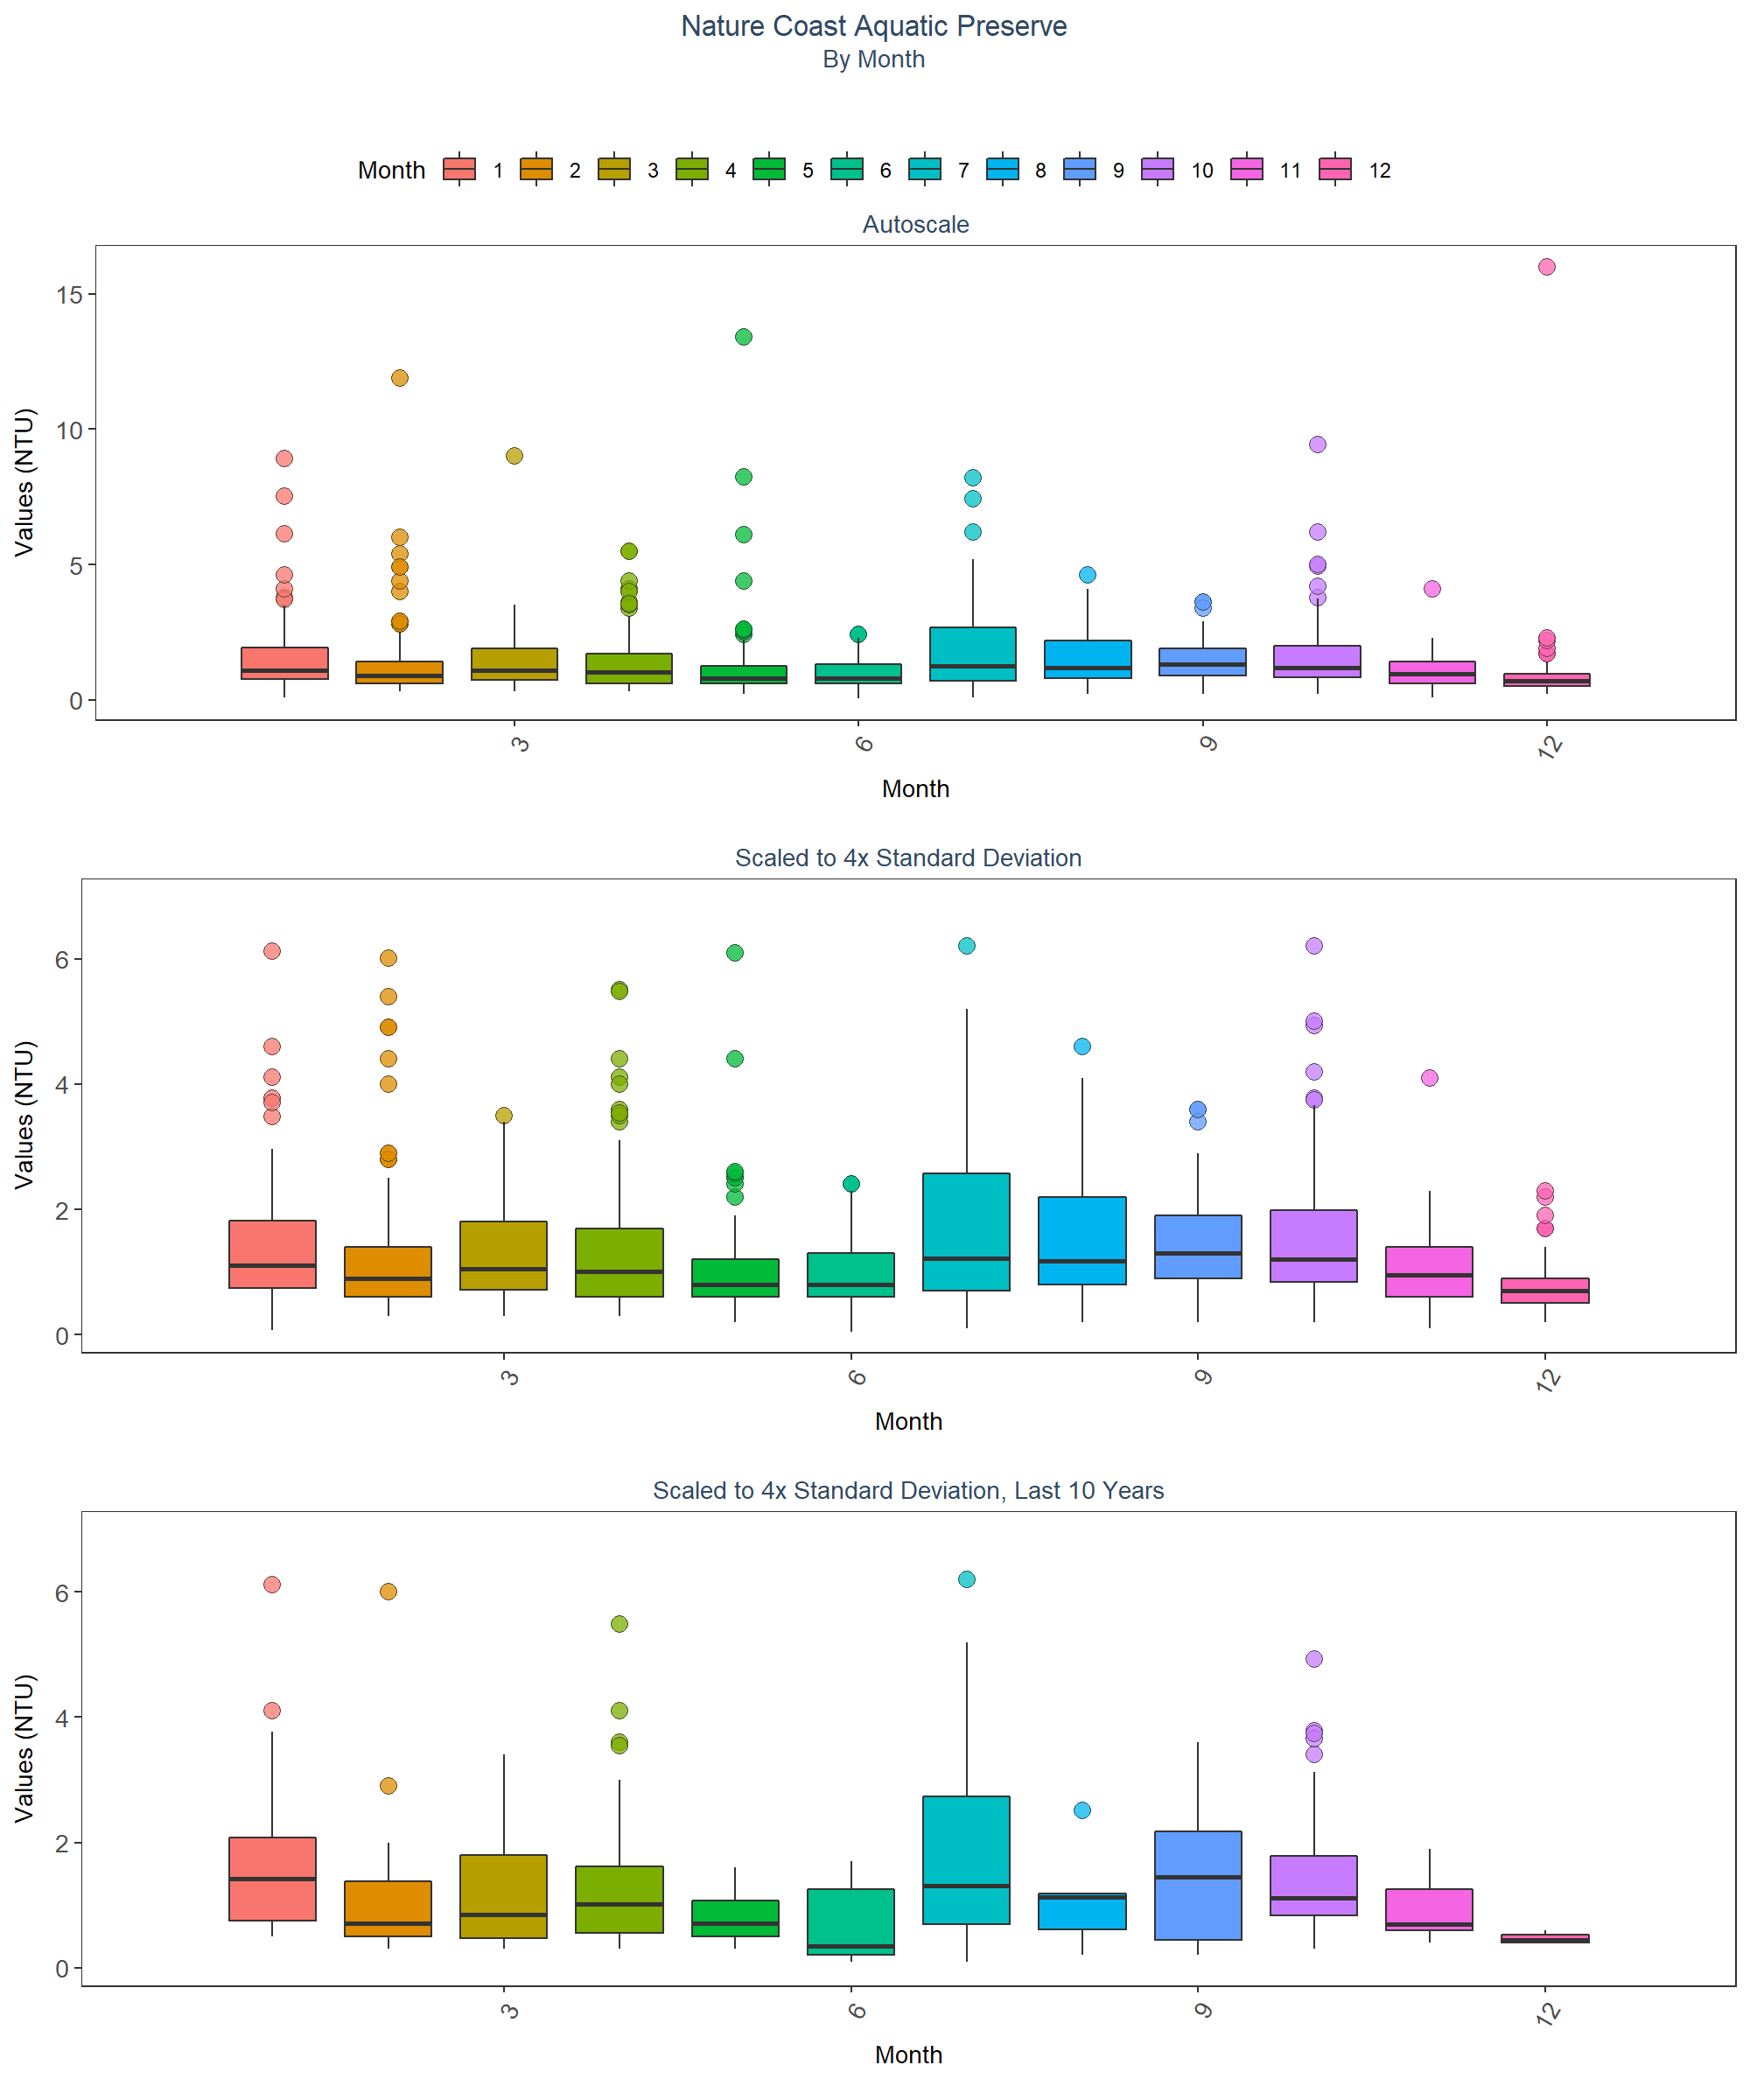 Nature Coast Aquatic Preserve
By Month
Month 1 2 3 4 5 6 7 8 9 10 11 12
Autoscale
Values (NTU)
15
10
5
0
3 6 9 12
Month
Scaled to 4x Standard Deviation
Values (NTU)
6
4
2
0
3 6 9 12
Month
Scaled to 4x Standard Deviation, Last 10 Years
Values (NTU)
6
4
2
0
3 6 9 12
Month